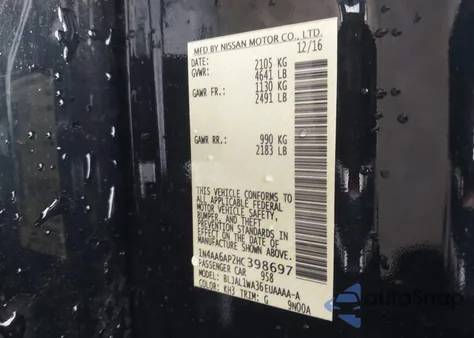 MFD BY NISSAN MOTOR CO., LTD.
DATE: 12/16
GVWR: 2105 KG
4641 LB
GAWR FR.: 1130 KG
2491 LB
GAWR RR.: 990 KG
2183 LB
THIS VEHICLE CONFORMS TO
ALL APPLICABLE FEDERAL
MOTOR VEHICLE SAFETY,
BUMPER, AND THEFT
PREVENTION STANDARDS IN
EFFECT ON THE DATE OF
MANUFACTURE SHOWN ABOVE.
1N4AA6AP2HC398697
PASSENGER CAR 958
MODEL: BLJAL1WA36EUAAAA-A
COLOR: KH3 TRIM: G 9N00A
autoSnap